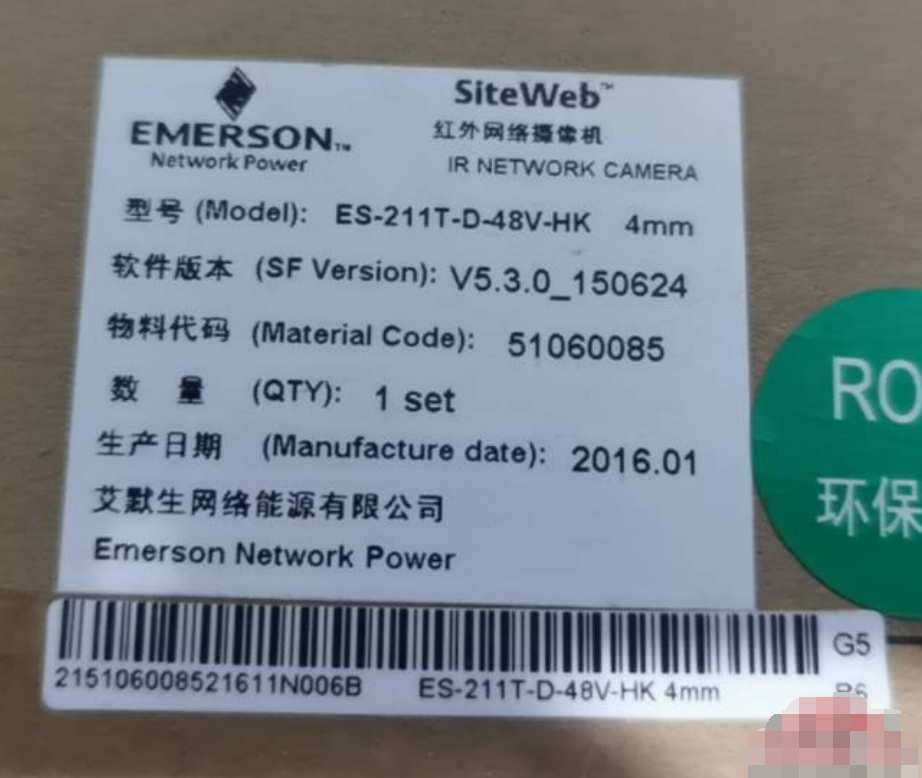 EMERSON™
Network Power
SiteWeb™
红外网络摄像机
IR NETWORK CAMERA
型号 (Model): ES-211T-D-48V-HK 4mm
软件版本 (SF Version): V5.3.0_150624
物料代码 (Material Code): 51060085
数 量 (QTY): 1 set
生产日期 (Manufacture date): 2016.01
艾默生网络能源有限公司
Emerson Network Power
215106008521611N006B ES-211T-D-48V-HK 4mm
G5
RO
环保